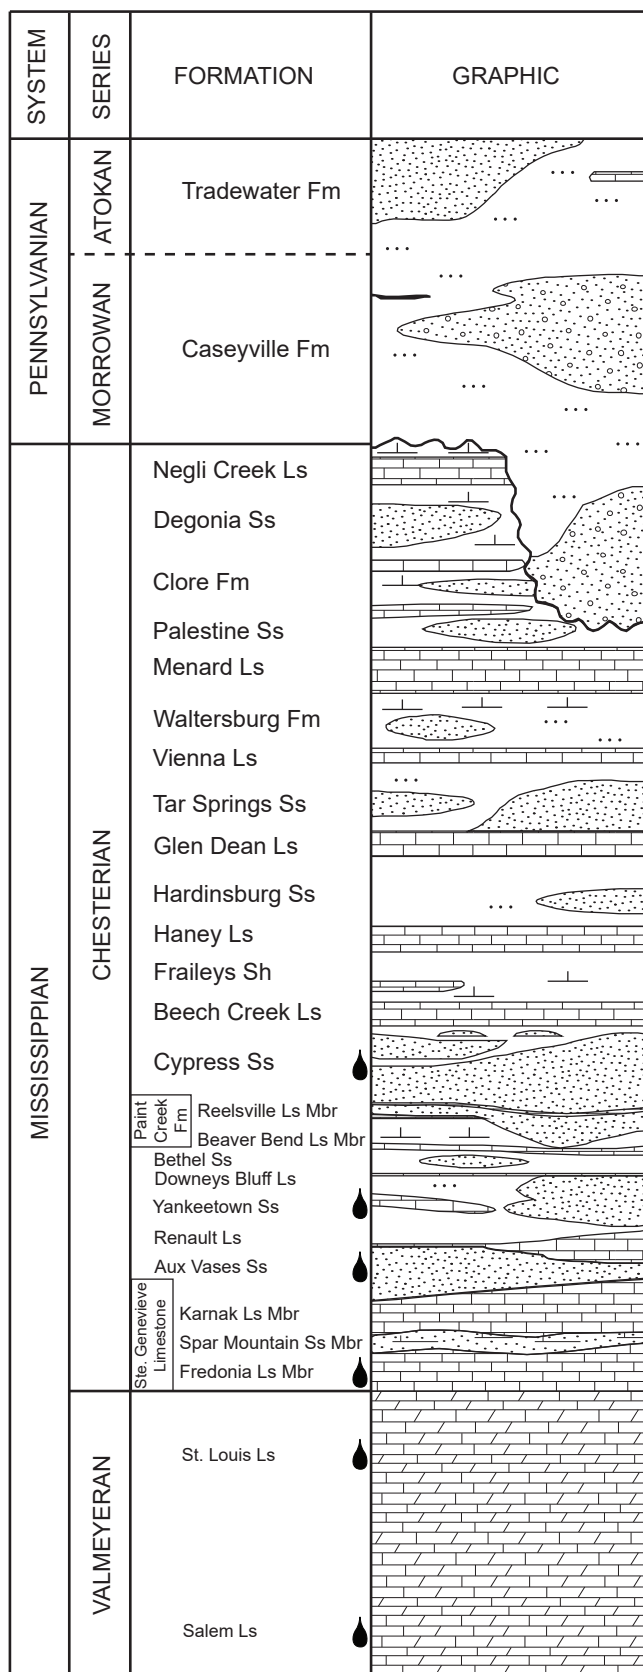 SYSTEM
SERIES
FORMATION
GRAPHIC
PENNSYLVANIAN
ATOKAN
Tradewater Fm
MORROWAN
Caseyville Fm
MISSISSIPPIAN
CHESTERIAN
Negli Creek Ls
Degonia Ss
Clore Fm
Palestine Ss
Menard Ls
Waltersburg Fm
Vienna Ls
Tar Springs Ss
Glen Dean Ls
Hardinsburg Ss
Haney Ls
Fraileys Sh
Beech Creek Ls
Cypress Ss
Paint
Creek
Fm
Reelsville Ls Mbr
Beaver Bend Ls Mbr
Bethel Ss
Downeys Bluff Ls
Yankeetown Ss
Renault Ls
Aux Vases Ss
Ste. Genevieve
Limestone
Karnak Ls Mbr
Spar Mountain Ss Mbr
Fredonia Ls Mbr
VALMEYERAN
St. Louis Ls
Salem Ls